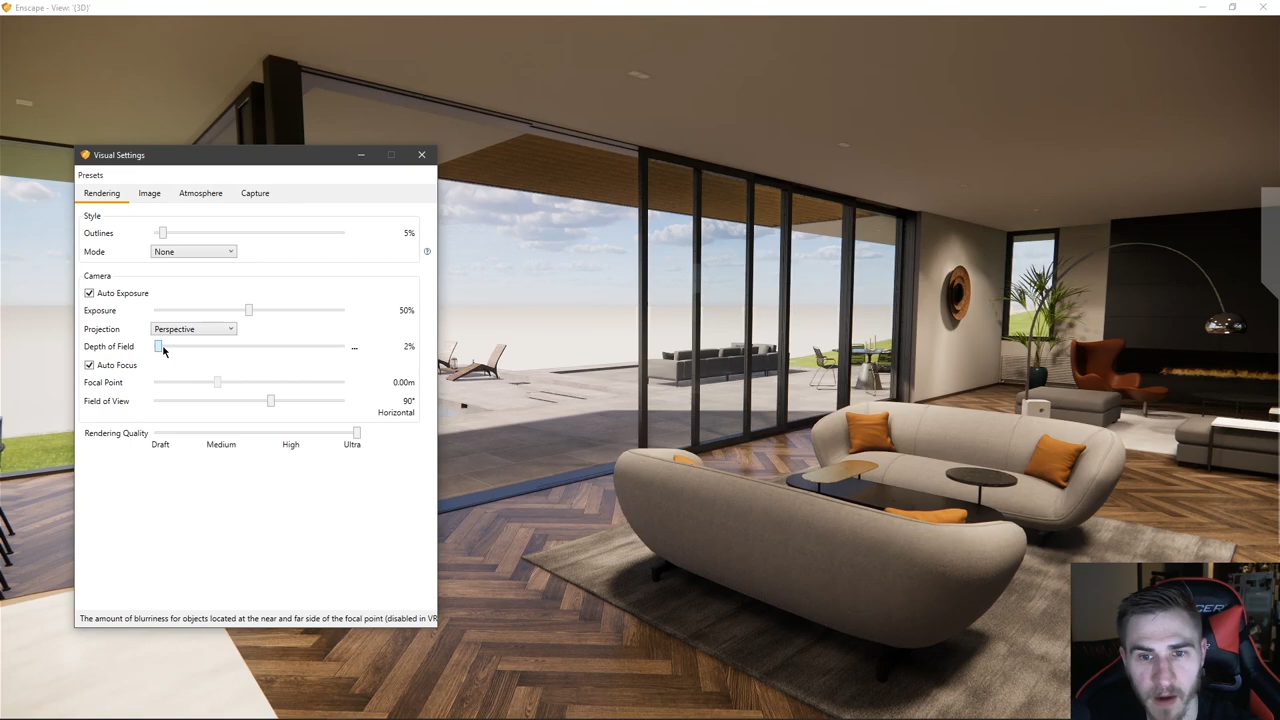 Enscape - View: '{3D}'
Visual Settings
Presets
Rendering Image Atmosphere Capture
Style
Outlines 5%
Mode None
Camera
Auto Exposure
Exposure 50%
Projection Perspective
Depth of Field ... 2%
Auto Focus
Focal Point 0.00m
Field of View 90°
Horizontal
Rendering Quality
Draft Medium High Ultra
The amount of blurriness for objects located at the near and far side of the focal point (disabled in VR